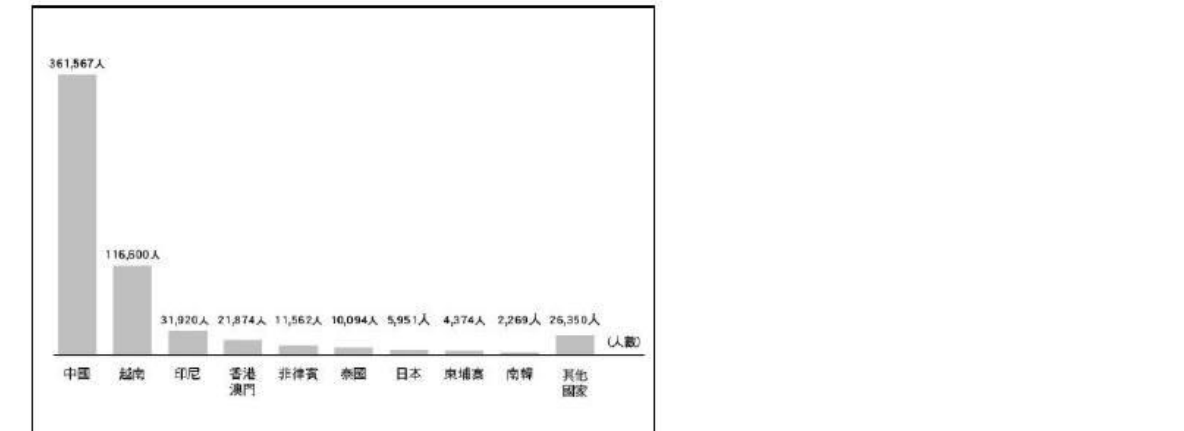 361,567人
116,600人
31,920人 21,874人 11,562人 10,094人 5,951人 4,374人 2,269人 26,350人
(人數)
中國 越南 印尼 香港 菲律賓 泰國 日本 柬埔寨 南韓 其他
澳門 國家